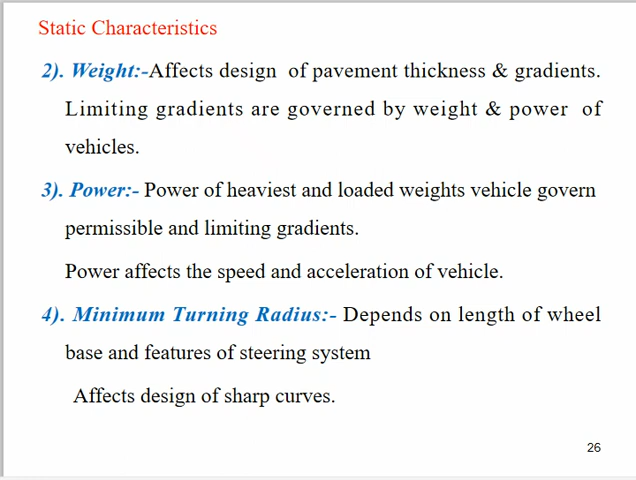 Static Characteristics
2). Weight:-Affects design of pavement thickness & gradients.
Limiting gradients are governed by weight & power of
vehicles.
3). Power:- Power of heaviest and loaded weights vehicle govern
permissible and limiting gradients.
Power affects the speed and acceleration of vehicle.
4). Minimum Turning Radius:- Depends on length of wheel
base and features of steering system
Affects design of sharp curves.
26